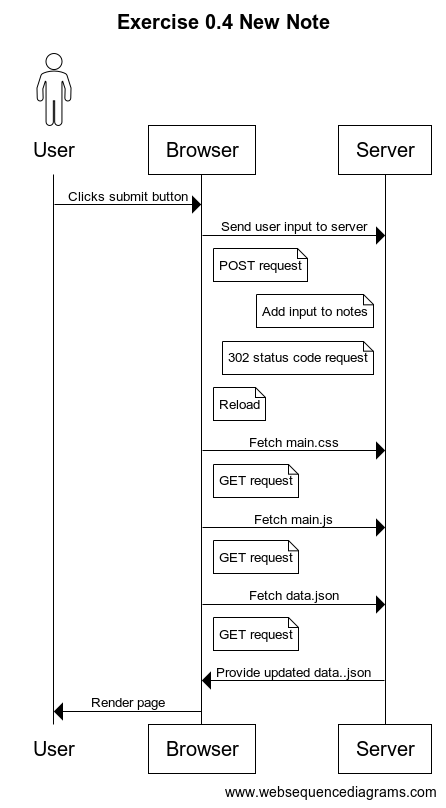 Exercise 0.4 New Note
User
Browser
Server
Clicks submit button
Send user input to server
POST request
Add input to notes
302 status code request
Reload
Fetch main.css
GET request
Fetch main.js
GET request
Fetch data.json
GET request
Provide updated data..json
Render page
User
Browser
Server
www.websequencediagrams.com